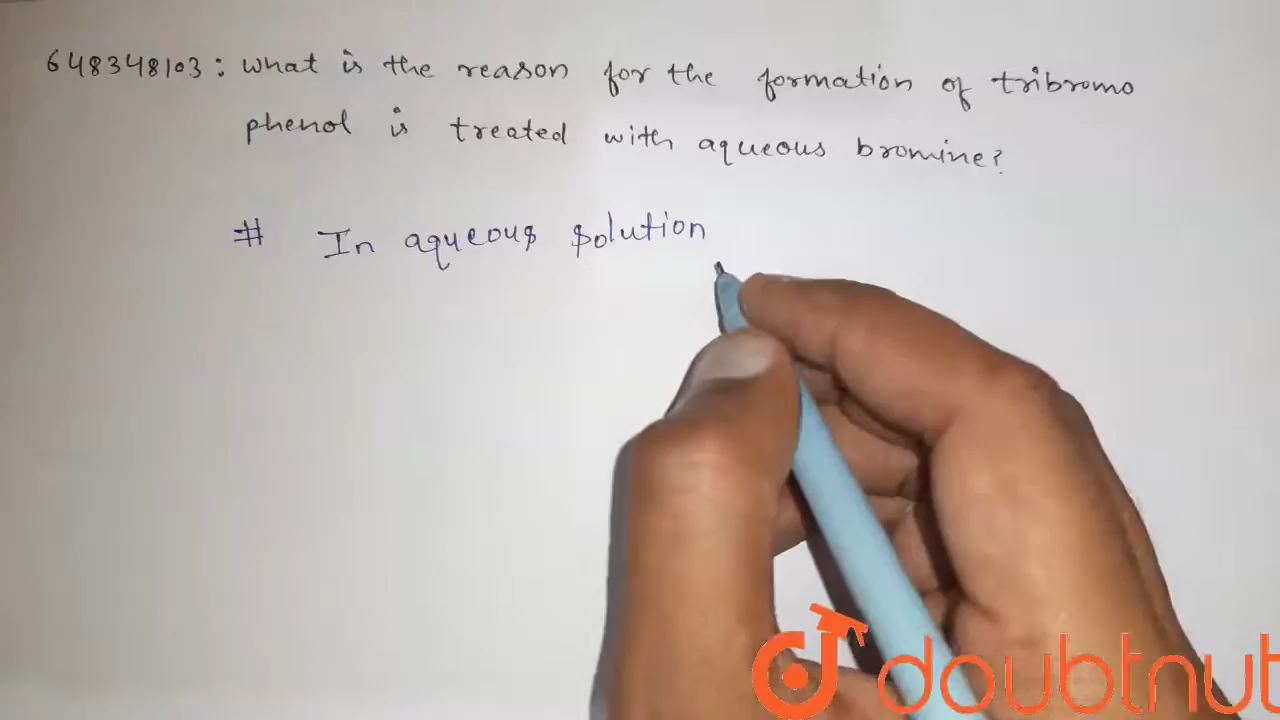 648348103: What is the reason for the formation of tribromo
phenol is treated with aqueous bromine?
# In aqueous solution
doubtnut